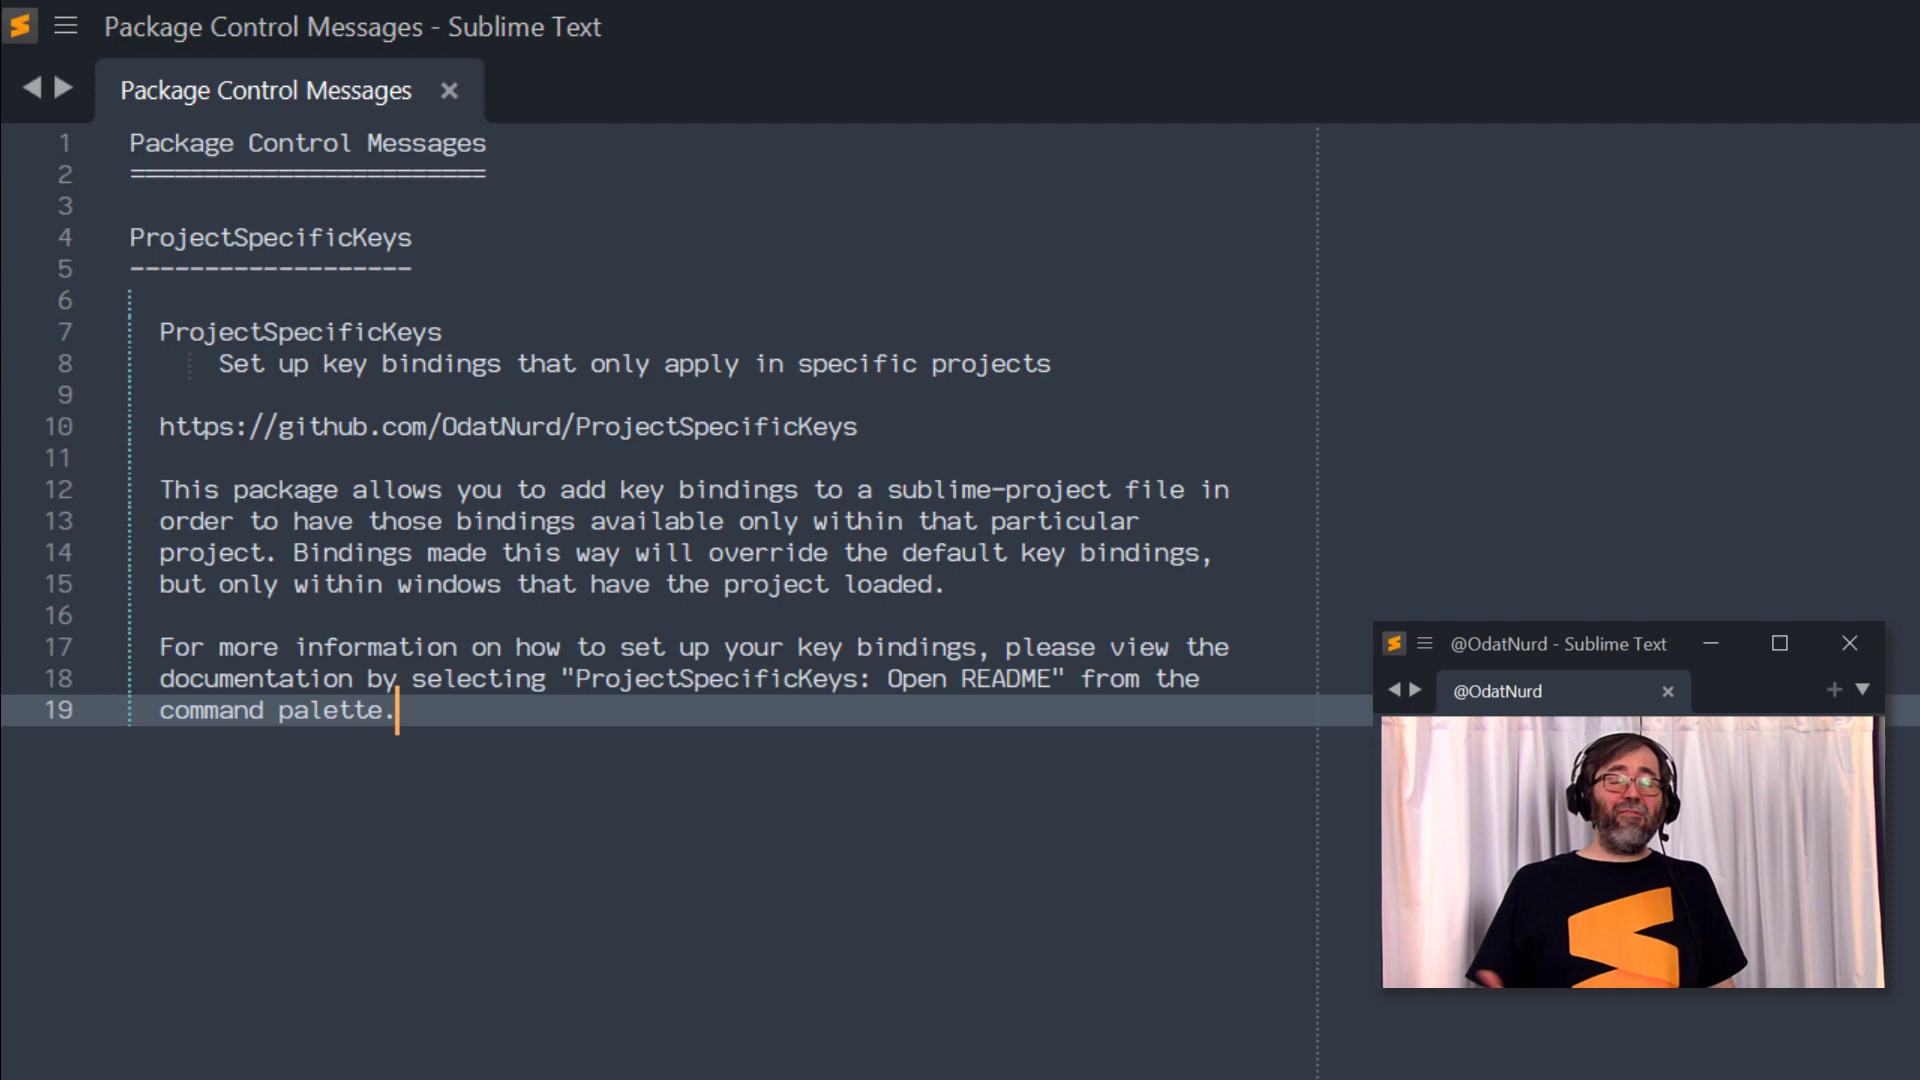 Package Control Messages - Sublime Text
Package Control Messages
1 Package Control Messages
2 ========================
3
4 ProjectSpecificKeys
5 -------------------
6
7 ProjectSpecificKeys
8 Set up key bindings that only apply in specific projects
9
10 https://github.com/OdatNurd/ProjectSpecificKeys
11
12 This package allows you to add key bindings to a sublime-project file in
13 order to have those bindings available only within that particular
14 project. Bindings made this way will override the default key bindings,
15 but only within windows that have the project loaded.
16
17 For more information on how to set up your key bindings, please view the
18 documentation by selecting "ProjectSpecificKeys: Open README" from the
19 command palette.
@OdatNurd - Sublime Text
@OdatNurd